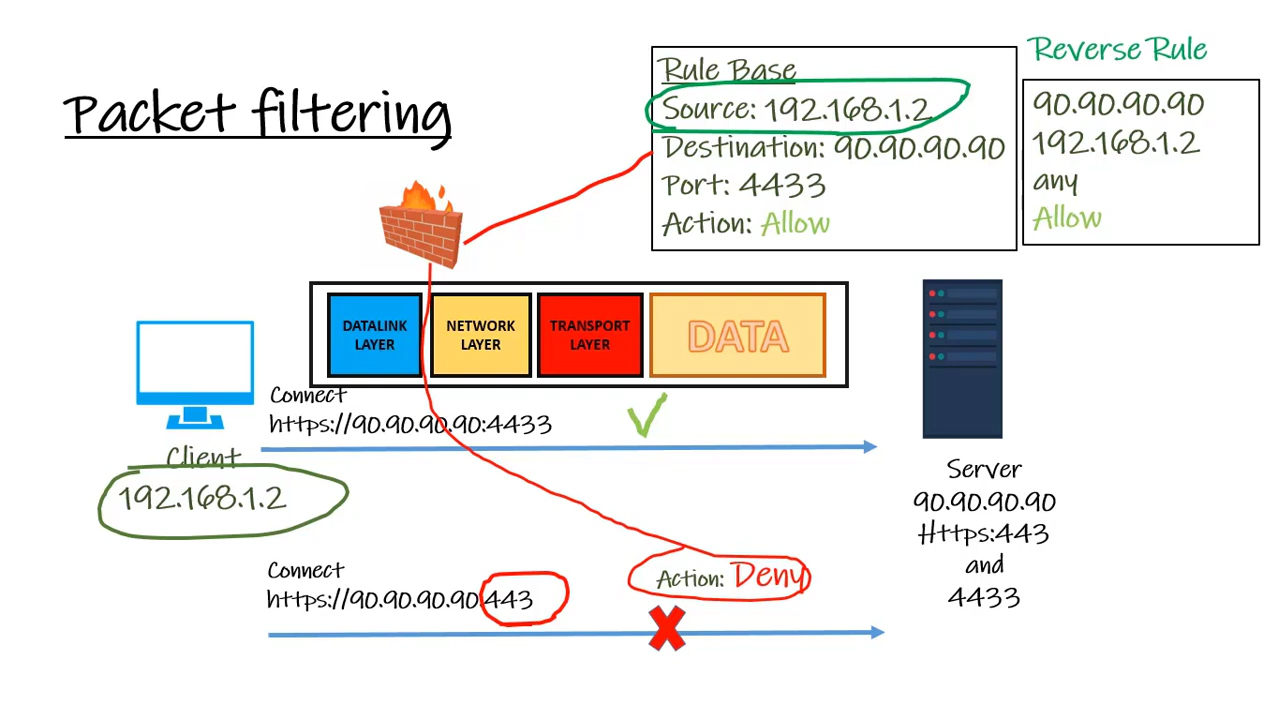 Packet filtering
Rule Base
Source: 192.168.1.2
Destination: 90.90.90.90
Port: 4433
Action: Allow
Reverse Rule
90.90.90.90
192.168.1.2
any
Allow
DATALINK
LAYER
NETWORK
LAYER
TRANSPORT
LAYER
DATA
Connect
https://90.90.90.90:4433
Client
192.168.1.2
Server
90.90.90.90
Https:443
and
4433
Connect
https://90.90.90.90:443
Action: Deny